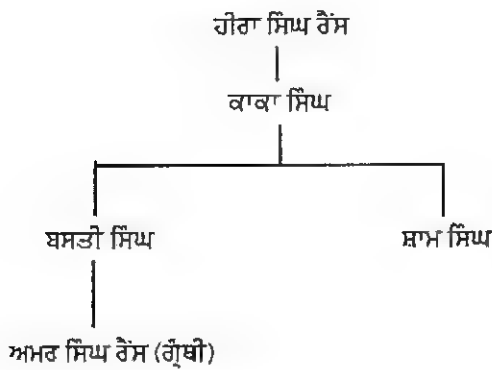 ਹੀਰਾ ਸਿੰਘ ਰੈਂਸ
ਕਾਕਾ ਸਿੰਘ
ਬਸਤੀ ਸਿੰਘ
ਸ਼ਾਮ ਸਿੰਘ
ਅਮਰ ਸਿੰਘ ਰੈਂਸ (ਗ੍ਰੰਥੀ)